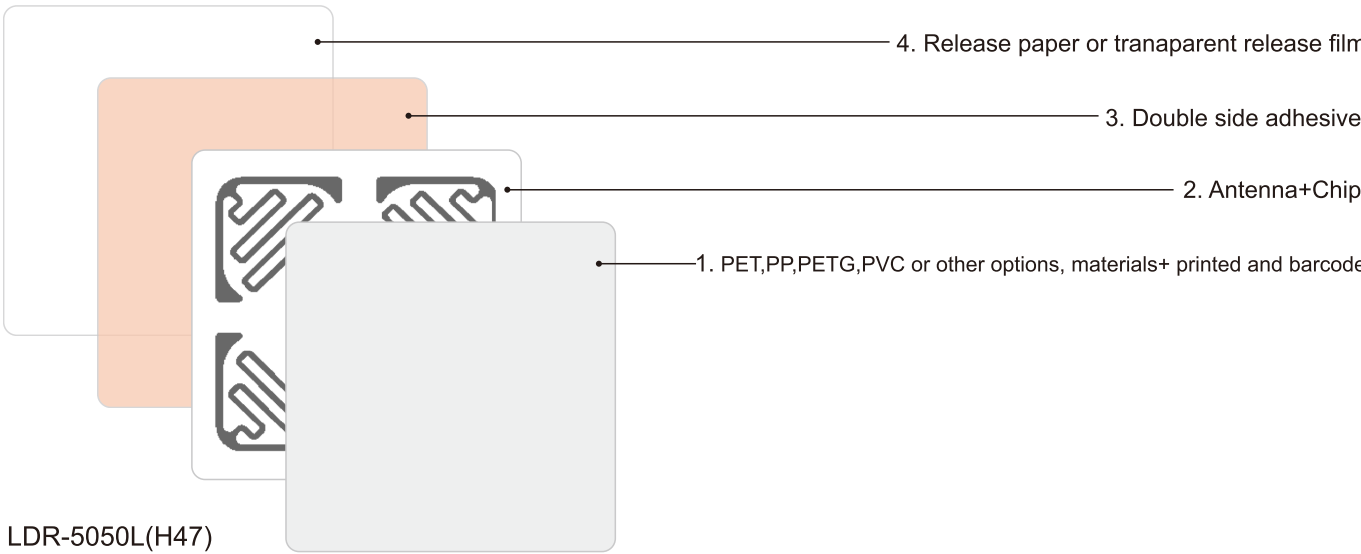 4. Release paper or tranaparent release film
3. Double side adhesive
2. Antenna+Chip
1. PET,PP,PETG,PVC or other options, materials+ printed and barcode
LDR-5050L(H47)